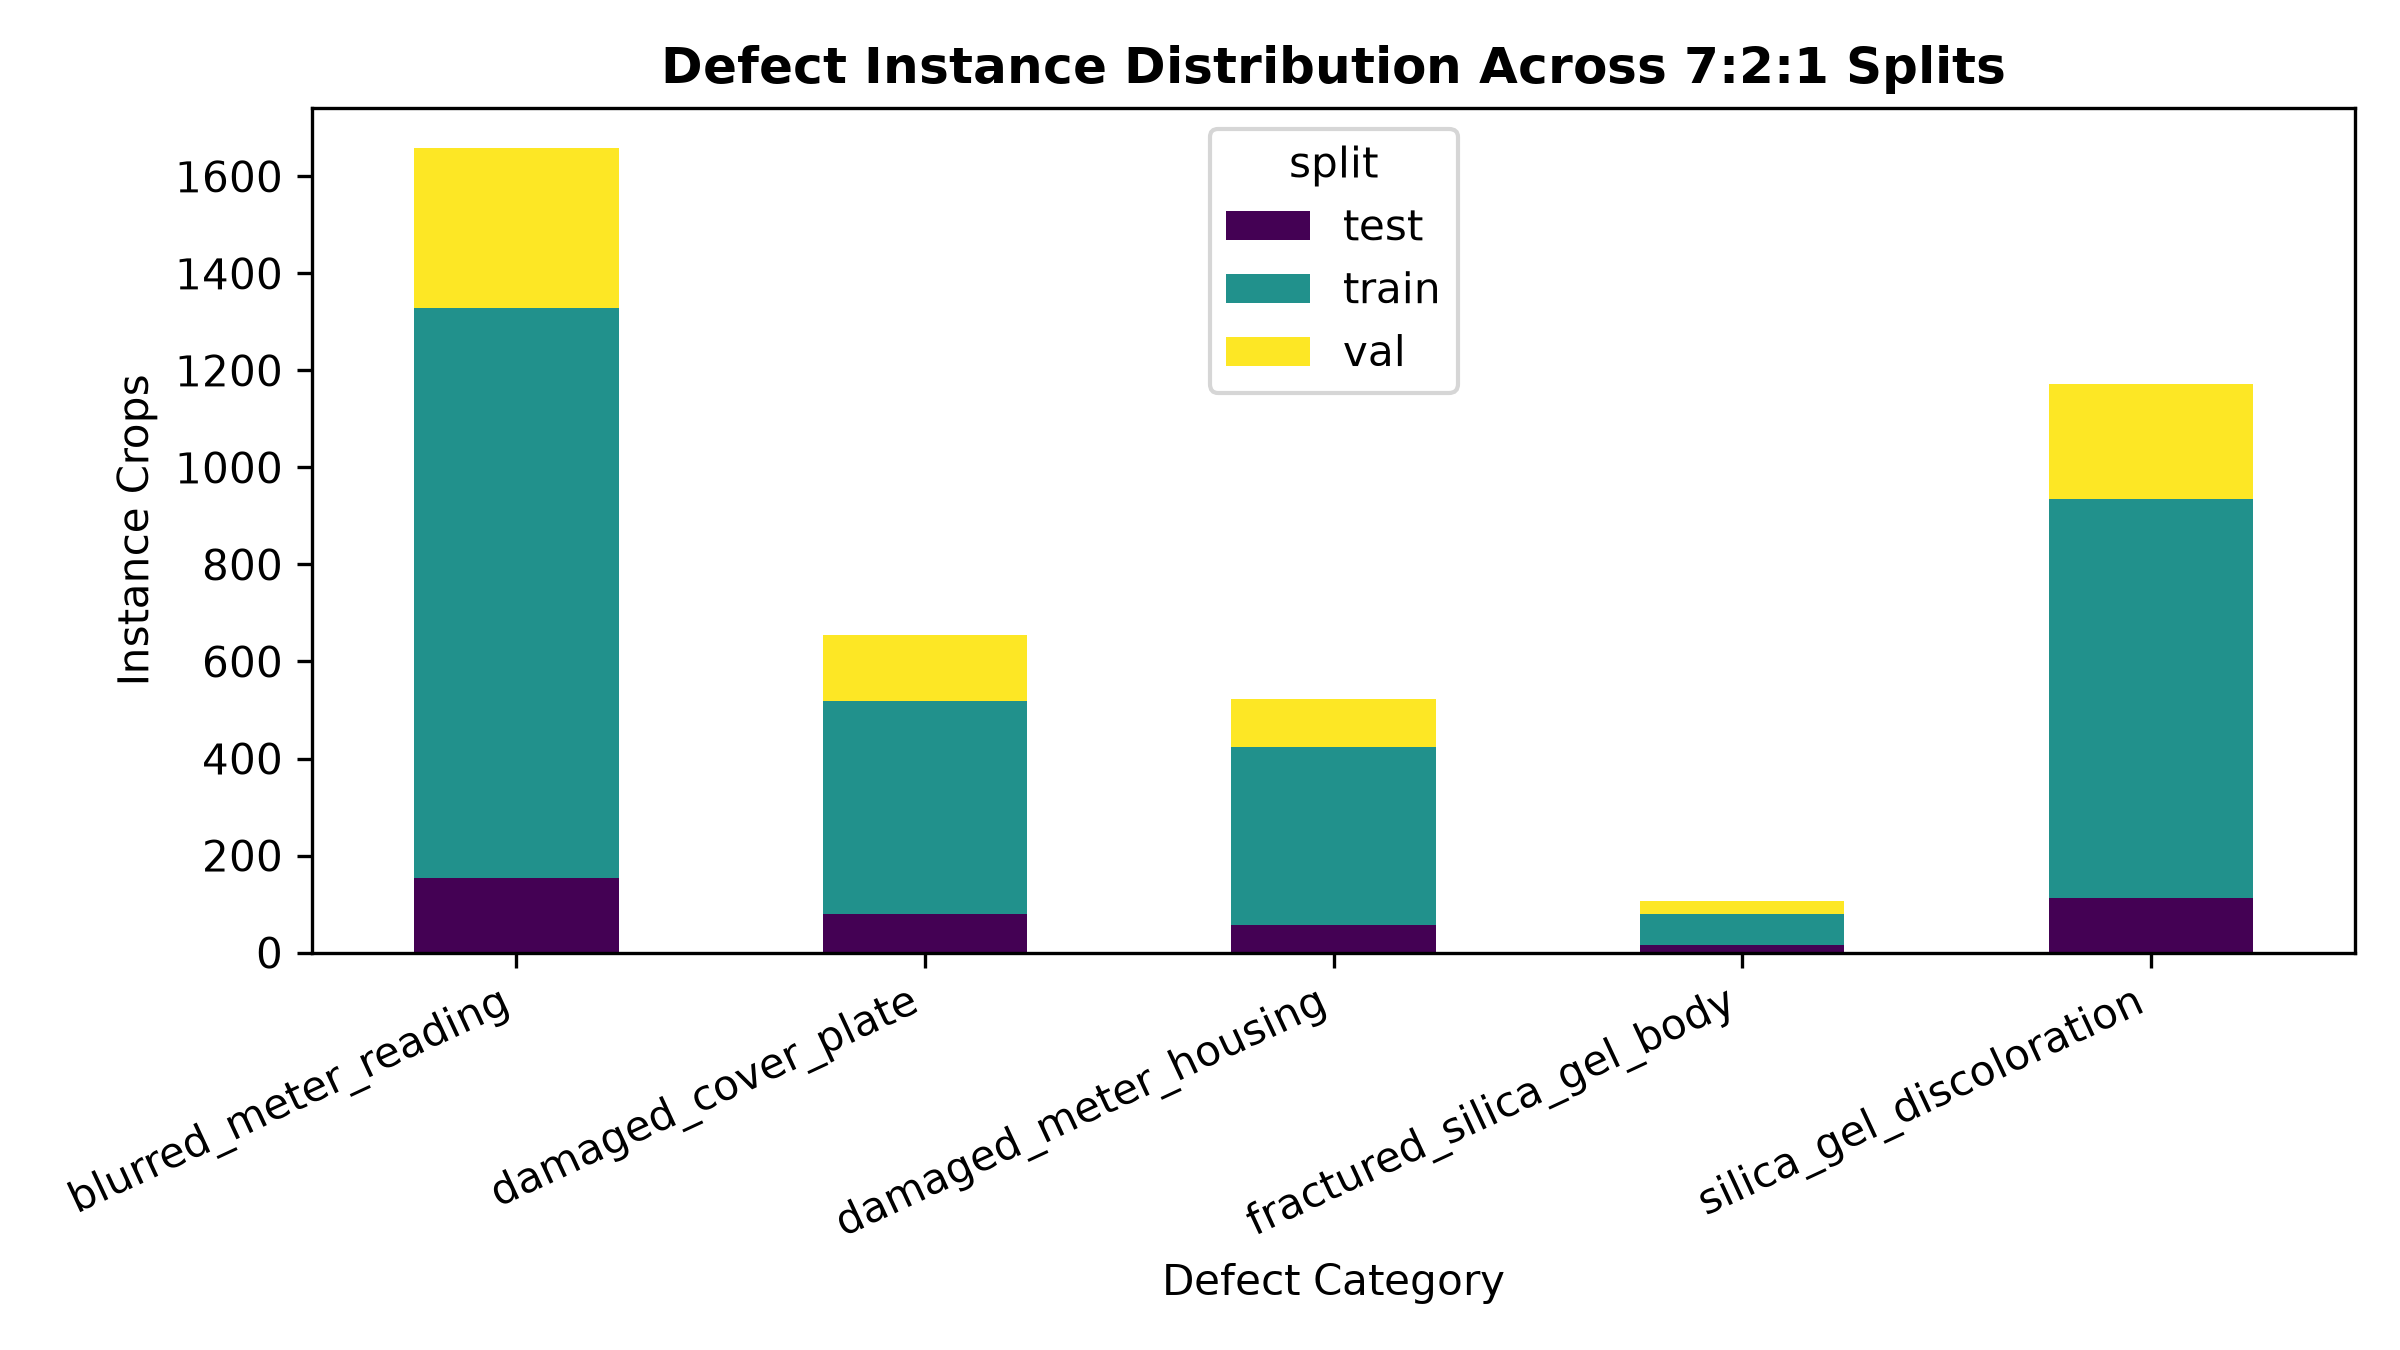 Defect Instance Distribution Across 7:2:1 Splits
Instance Crops
1600
1400
1200
1000
800
600
400
200
0
split
test
train
val
blurred_meter_reading
damaged_cover_plate
damaged_meter_housing
fractured_silica_gel_body
silica_gel_discoloration
Defect Category